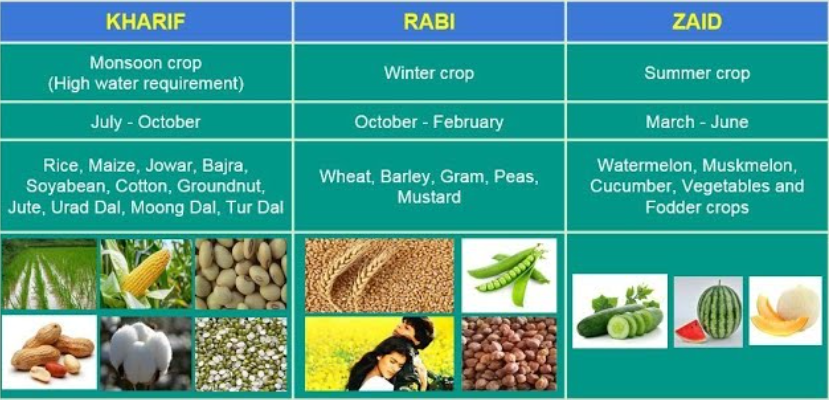 KHARIF
RABI
ZAID
Monsoon crop
(High water requirement)
Winter crop
Summer crop
July - October
October - February
March - June
Rice, Maize, Jowar, Bajra,
Soyabean, Cotton, Groundnut,
Jute, Urad Dal, Moong Dal, Tur Dal
Wheat, Barley, Gram, Peas,
Mustard
Watermelon, Muskmelon,
Cucumber, Vegetables and
Fodder crops